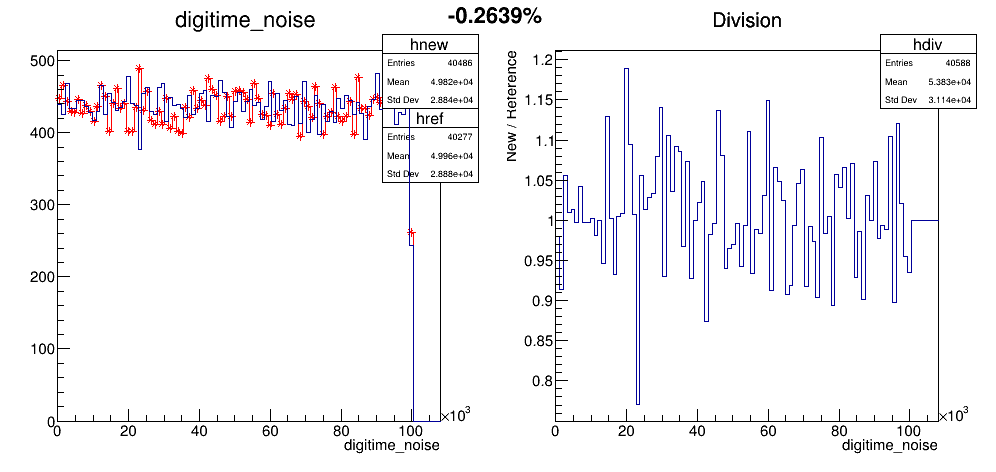 digitime_noise
-0.2639%
Division
hnew
Entries 40486
Mean 4.982e+04
Std Dev 2.884e+04
href
Entries 40277
Mean 4.996e+04
Std Dev 2.888e+04
500
400
300
200
100
0
0 20 40 60 80 100
×10³
digitime_noise
hdiv
Entries 40588
Mean 5.383e+04
Std Dev 3.114e+04
New / Reference
1.2
1.15
1.1
1.05
1
0.95
0.9
0.85
0.8
0 20 40 60 80 100
×10³
digitime_noise